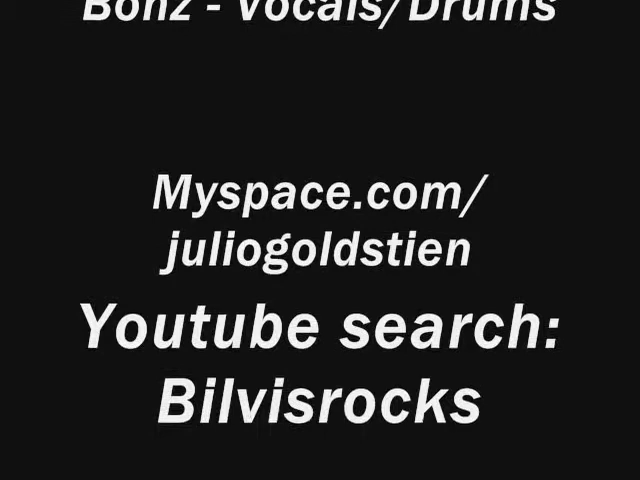 Bonz - Vocals/Drums
Myspace.com/
juliogoldstien
Youtube search:
Bilvisrocks